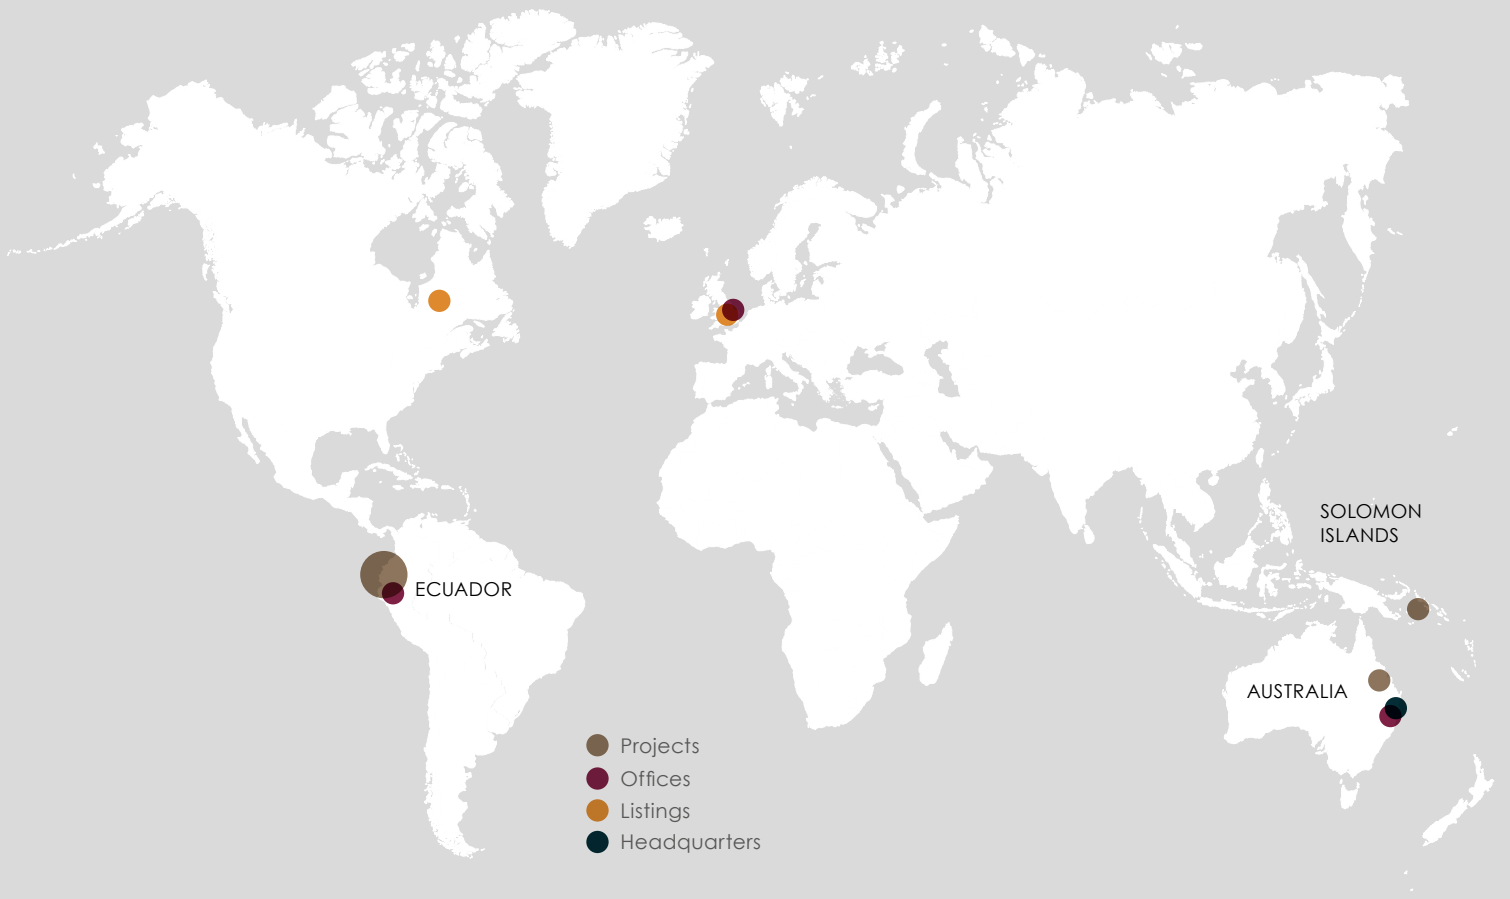 SOLOMON
ISLANDS
ECUADOR
AUSTRALIA
Projects
Offices
Listings
Headquarters